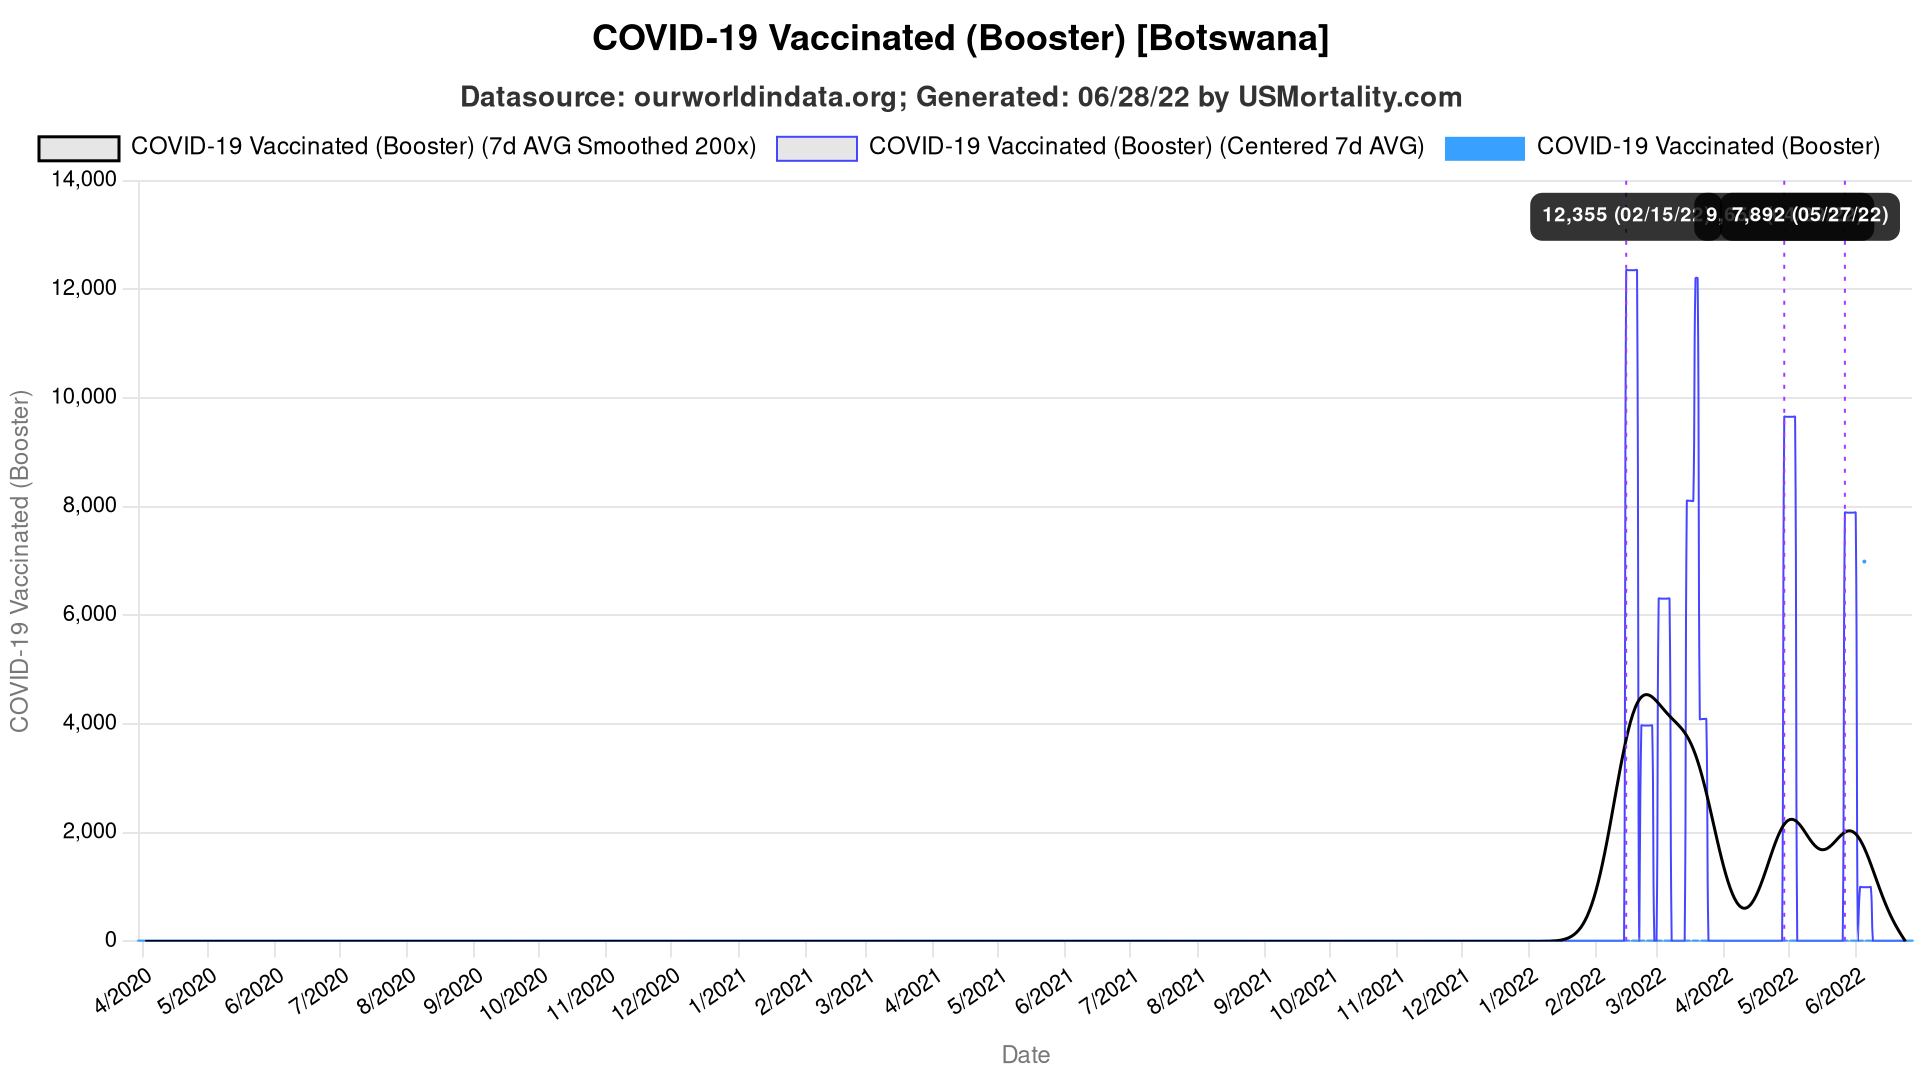 COVID-19 Vaccinated (Booster) [Botswana]
Datasource: ourworldindata.org; Generated: 06/28/22 by USMortality.com
COVID-19 Vaccinated (Booster) (7d AVG Smoothed 200x) COVID-19 Vaccinated (Booster) (Centered 7d AVG) COVID-19 Vaccinated (Booster)
14,000
12,355 (02/15/22) 7,892 (05/27/22)
12,000
10,000
8,000
6,000
4,000
2,000
0
COVID-19 Vaccinated (Booster)
4/2020 5/2020 6/2020 7/2020 8/2020 9/2020 10/2020 11/2020 12/2020 1/2021 2/2021 3/2021 4/2021 5/2021 6/2021 7/2021 8/2021 9/2021 10/2021 11/2021 12/2021 1/2022 2/2022 3/2022 4/2022 5/2022 6/2022
Date